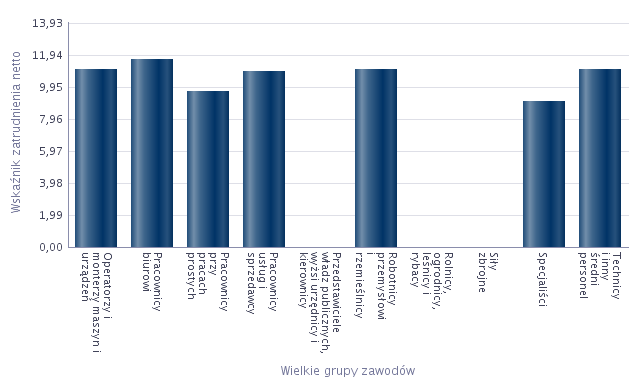 13,93
11,94
9,95
7,96
5,97
3,98
1,99
0,00
Wskaźnik zatrudnienia netto
Operatorzy i
monterzy maszyn i
urządzeń
Pracownicy
biurowi
Pracownicy
przy
pracach
prostych
Pracownicy
usług i
sprzedawcy
Przedstawiciele
władz publicznych,
wyżsi urzędnicy i
kierownicy
Robotnicy
przemysłowi
i
rzemieślnicy
Rolnicy,
ogrodnicy,
leśnicy i
rybacy
Siły
zbrojne
Specjaliści
Technicy
i inny
średni
personel
Wielkie grupy zawodów